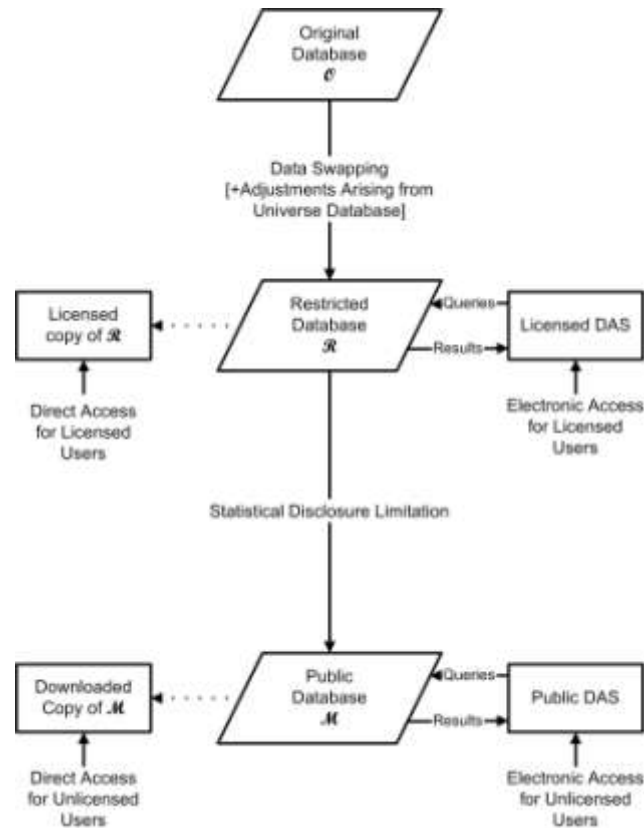 Original
Database
𝒪
Data Swapping
[+Adjustments Arising from
Universe Database]
Licensed
copy of ℛ
Restricted
Database
ℛ
Queries
Results
Licensed DAS
Direct Access
for Licensed
Users
Electronic Access
for Licensed
Users
Statistical Disclosure Limitation
Downloaded
Copy of ℳ
Public
Database
ℳ
Queries
Results
Public DAS
Direct Access
for Unlicensed
Users
Electronic Access
for Unlicensed
Users